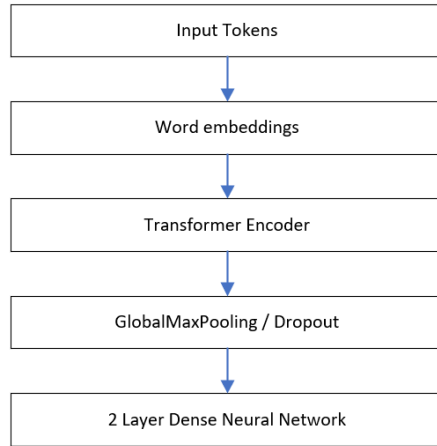 Input Tokens
Word embeddings
Transformer Encoder
GlobalMaxPooling / Dropout
2 Layer Dense Neural Network